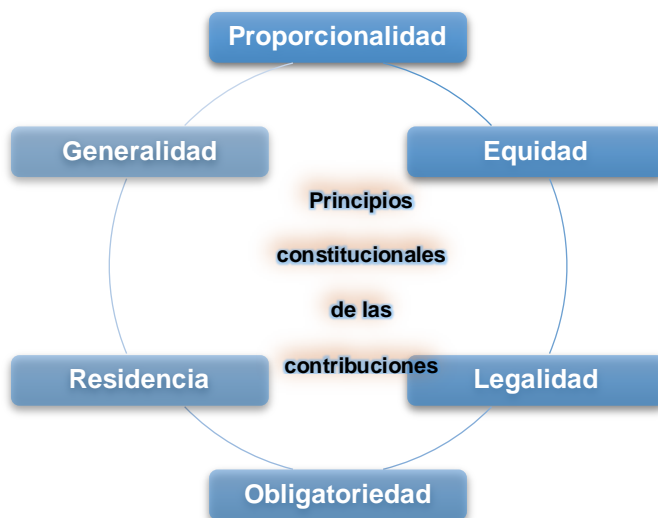 Proporcionalidad
Generalidad
Equidad
Principios
constitucionales
de las
contribuciones
Residencia
Legalidad
Obligatoriedad